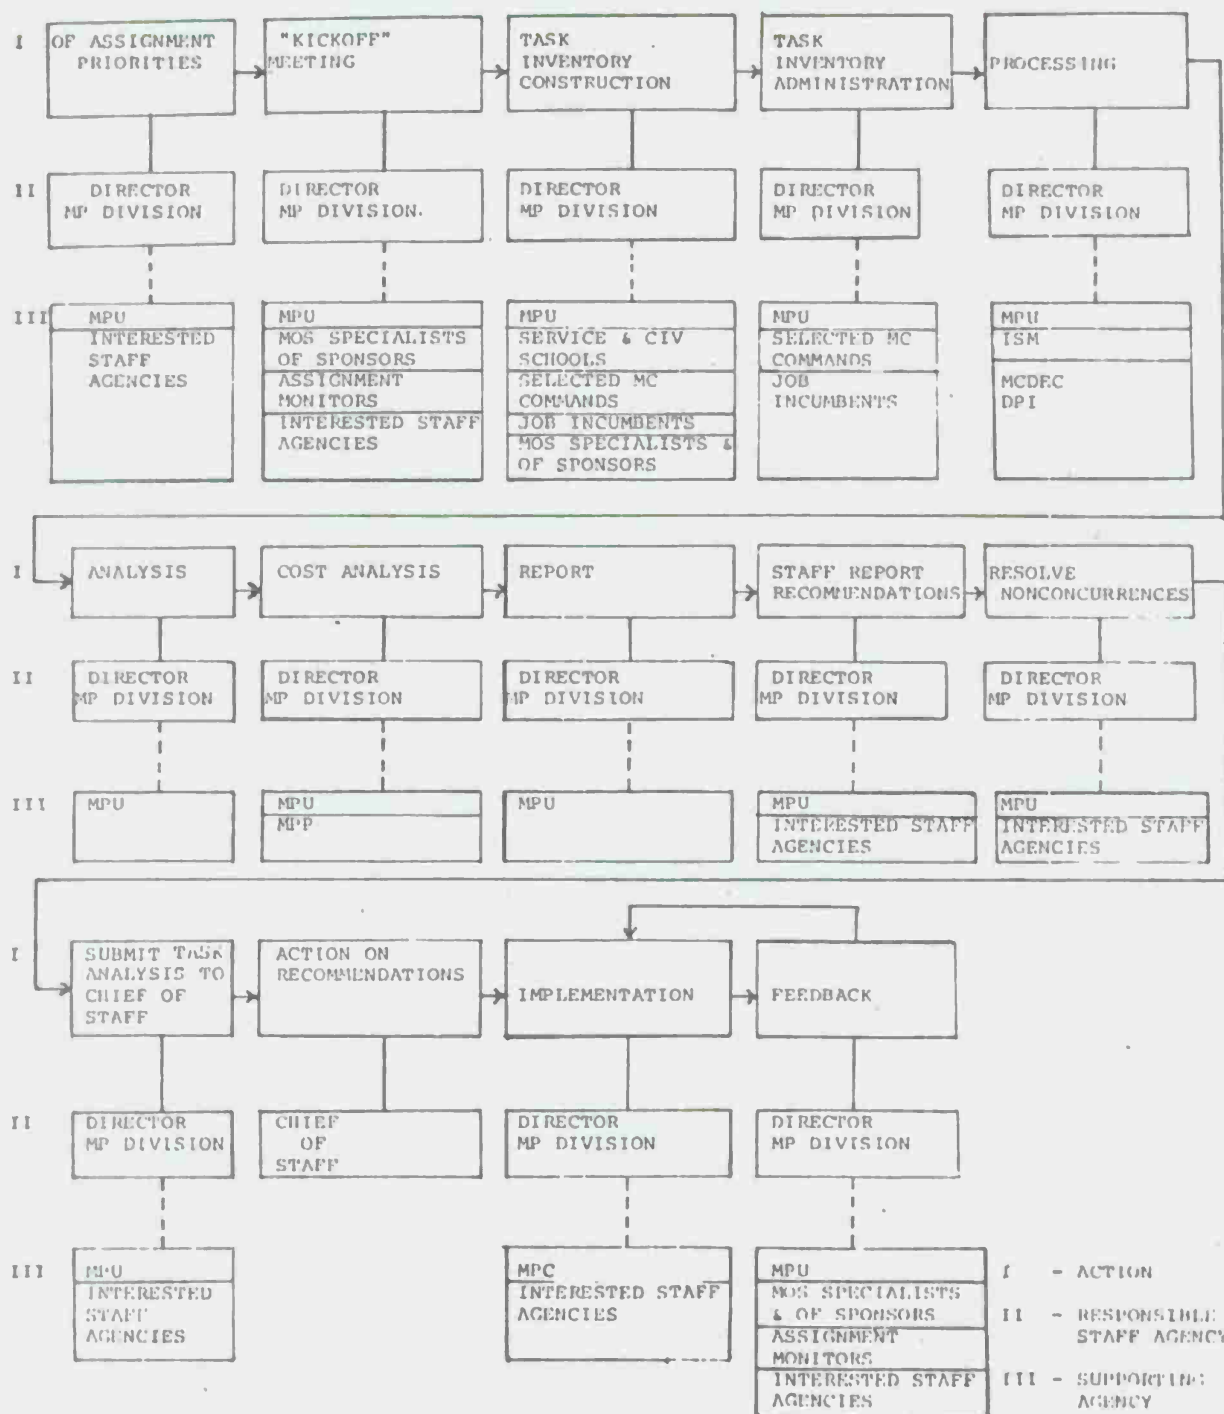 I
OF ASSIGNMENT
PRIORITIES
"KICKOFF"
MEETING
TASK
INVENTORY
CONSTRUCTION
TASK
INVENTORY
ADMINISTRATION
PROCESSING
II
DIRECTOR
MP DIVISION
DIRECTOR
MP DIVISION.
DIRECTOR
MP DIVISION
DIRECTOR
MP DIVISION
DIRECTOR
MP DIVISION
III
MPU
INTERESTED
STAFF
AGENCIES
MPU
MOS SPECIALISTS
OF SPONSORS
ASSIGNMENT
MONITORS
INTERESTED STAFF
AGENCIES
MPU
SERVICE & CIV
SCHOOLS
SELECTED MC
COMMANDS
JOB INCUMBENTS
MOS SPECIALISTS &
OF SPONSORS
MPU
SELECTED MC
COMMANDS
JOB
INCUMBENTS
MPU
ISM
MCDEC
DPI
I
ANALYSIS
COST ANALYSIS
REPORT
STAFF REPORT
RECOMMENDATIONS
RESOLVE
NONCONCURRENCES
II
DIRECTOR
MP DIVISION
DIRECTOR
MP DIVISION
DIRECTOR
MP DIVISION
DIRECTOR
MP DIVISION
DIRECTOR
MP DIVISION
III
MPU
MPU
MPP
MPU
MPU
INTERESTED STAFF
AGENCIES
MPU
INTERESTED STAFF
AGENCIES
I
SUBMIT TASK
ANALYSIS TO
CHIEF OF
STAFF
ACTION ON
RECOMMENDATIONS
IMPLEMENTATION
FEEDBACK
II
DIRECTOR
MP DIVISION
CHIEF
OF
STAFF
DIRECTOR
MP DIVISION
DIRECTOR
MP DIVISION
III
MPU
INTERESTED
STAFF
AGENCIES
MPC
INTERESTED STAFF
AGENCIES
MPU
MOS SPECIALISTS
& OF SPONSORS
ASSIGNMENT
MONITORS
INTERESTED STAFF
AGENCIES
I - ACTION
II - RESPONSIBLE
STAFF AGENCY
III - SUPPORTING
AGENCY